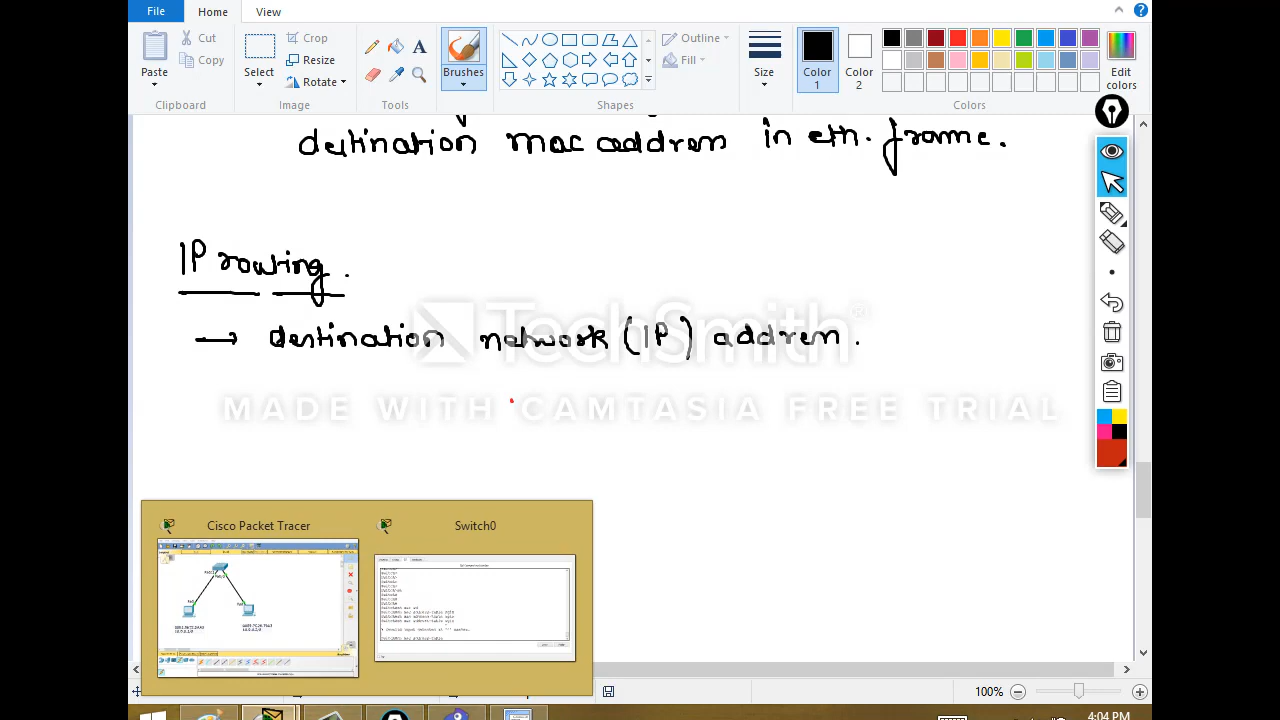 File Home View
Cut
Copy
Paste
Clipboard
Select
Crop
Resize
Rotate
Image
Tools
Brushes
Shapes
Outline
Fill
Size
Color 1
Color 2
Edit colors
Colors
destination mac address in eth. frame.
IP routing.
→ destination network (IP) address.
TechSmith®
MADE WITH CAMTASIA FREE TRIAL
Cisco Packet Tracer
Switch0
100%
4:04 PM